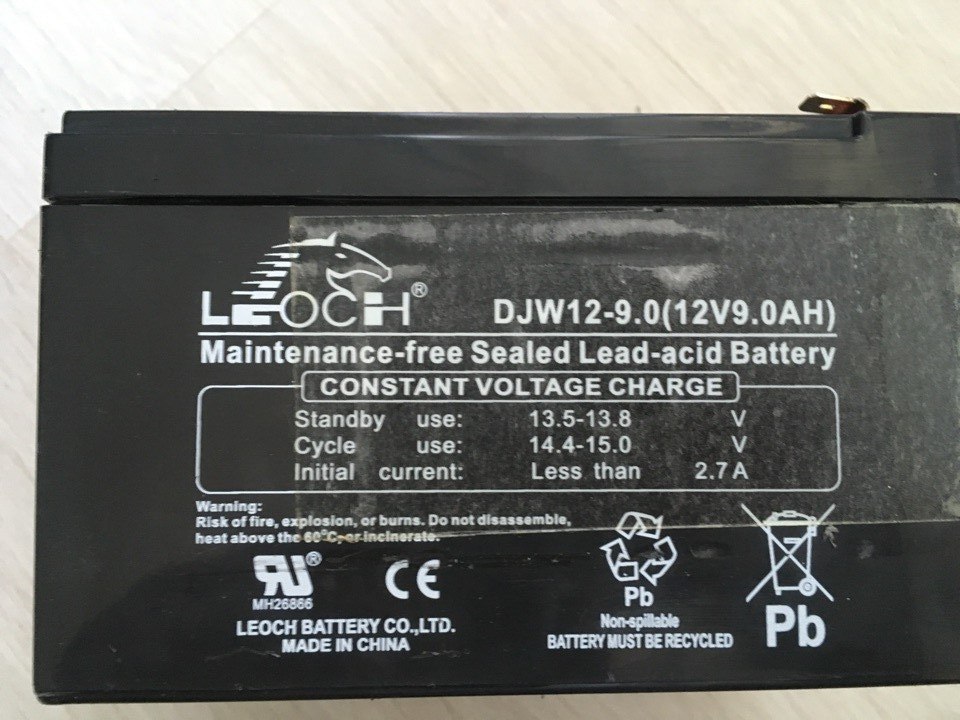 LEOCH®
DJW12-9.0(12V9.0AH)
Maintenance-free Sealed Lead-acid Battery
CONSTANT VOLTAGE CHARGE
Standby use: 13.5-13.8 V
Cycle use: 14.4-15.0 V
Initial current: Less than 2.7 A
Warning:
Risk of fire, explosion, or burns. Do not disassemble,
heat above the 60°C, or incinerate.
RU®
MH26866
CE
LEOCH BATTERY CO.,LTD.
MADE IN CHINA
Pb
Non-spillable
BATTERY MUST BE RECYCLED
Pb